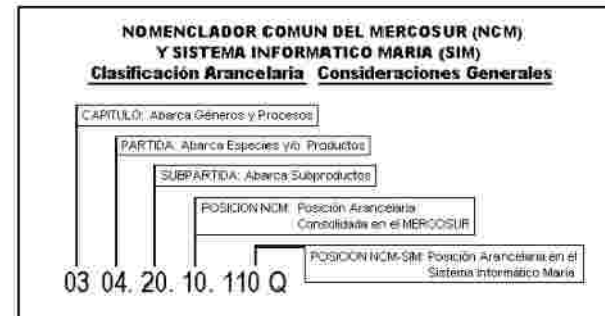 NOMENCLADOR COMUN DEL MERCOSUR (NCM)
Y SISTEMA INFORMATICO MARIA (SIM)
Clasificación Arancelaria Consideraciones Generales
CAPITULO: Abarca Géneros y Procesos
PARTIDA: Abarca Especies y/o Productos
SUBPARTIDA: Abarca Subproductos
POSICION NCM: Posición Arancelaria
Consolidada en el MERCOSUR
POSICION NCM-SIM: Posición Arancelaria en el
Sistema Informático María
03 04. 20. 10. 110 Q